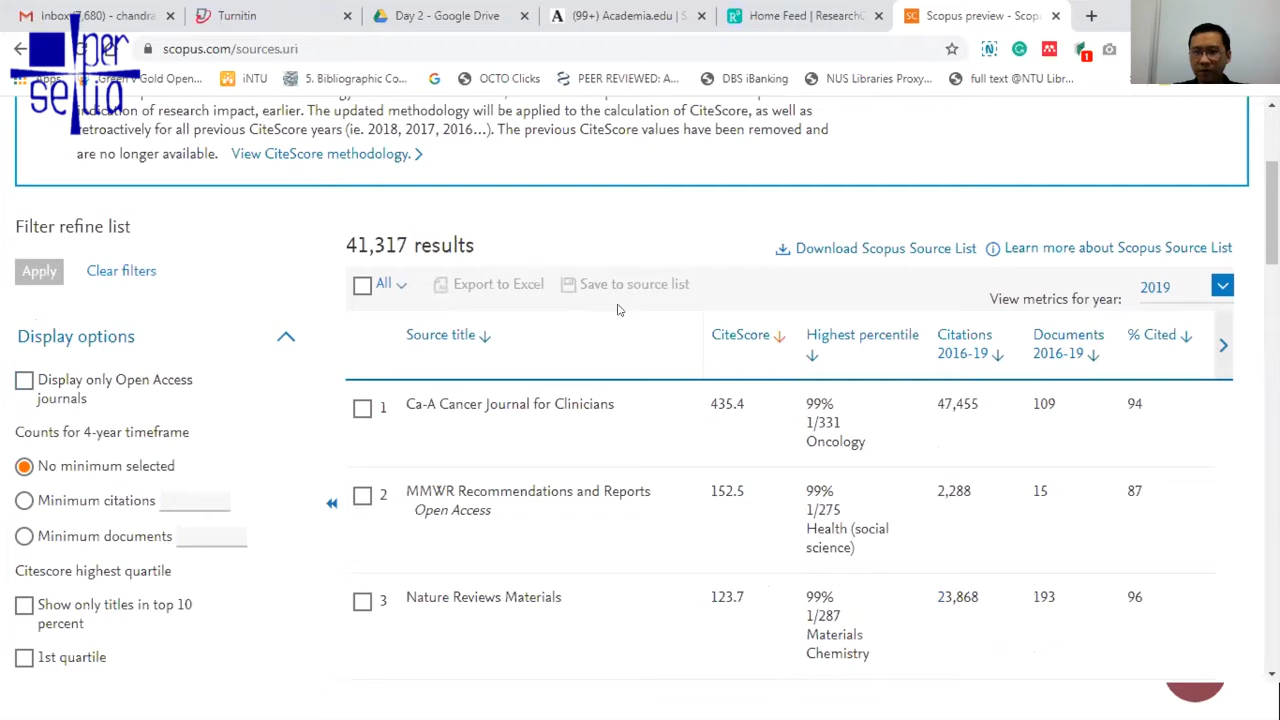 Inbox (7,680) - chandra
Turnitin
Day 2 - Google Drive
(99+) Academia.edu | S
Home Feed | ResearchG
Scopus preview - Scop
scopus.com/sources.uri
Apps
Green v Gold Open...
iNTU
5. Bibliographic Co...
OCTO Clicks
PEER REVIEWED: A...
DBS iBanking
NUS Libraries Proxy...
full text @NTU Lib...
1
per
selila
indication of research impact, earlier. The updated methodology will be applied to the calculation of CiteScore, as well as
retroactively for all previous CiteScore years (ie. 2018, 2017, 2016...). The previous CiteScore values have been removed and
are no longer available. View CiteScore methodology. >
Filter refine list
Apply
Clear filters
41,317 results
Download Scopus Source List
Learn more about Scopus Source List
All
Export to Excel
Save to source list
View metrics for year:
2019
Display options
Source title
CiteScore
Highest percentile
Citations 2016-19
Documents 2016-19
% Cited
Display only Open Access
journals
Counts for 4-year timeframe
No minimum selected
Minimum citations
Minimum documents
Citescore highest quartile
Show only titles in top 10
percent
1st quartile
1 Ca-A Cancer Journal for Clinicians 435.4 99% 47,455 109 94
1/331
Oncology
2 MMWR Recommendations and Reports 152.5 99% 2,288 15 87
Open Access 1/275
Health (social
science)
3 Nature Reviews Materials 123.7 99% 23,868 193 96
1/287
Materials
Chemistry